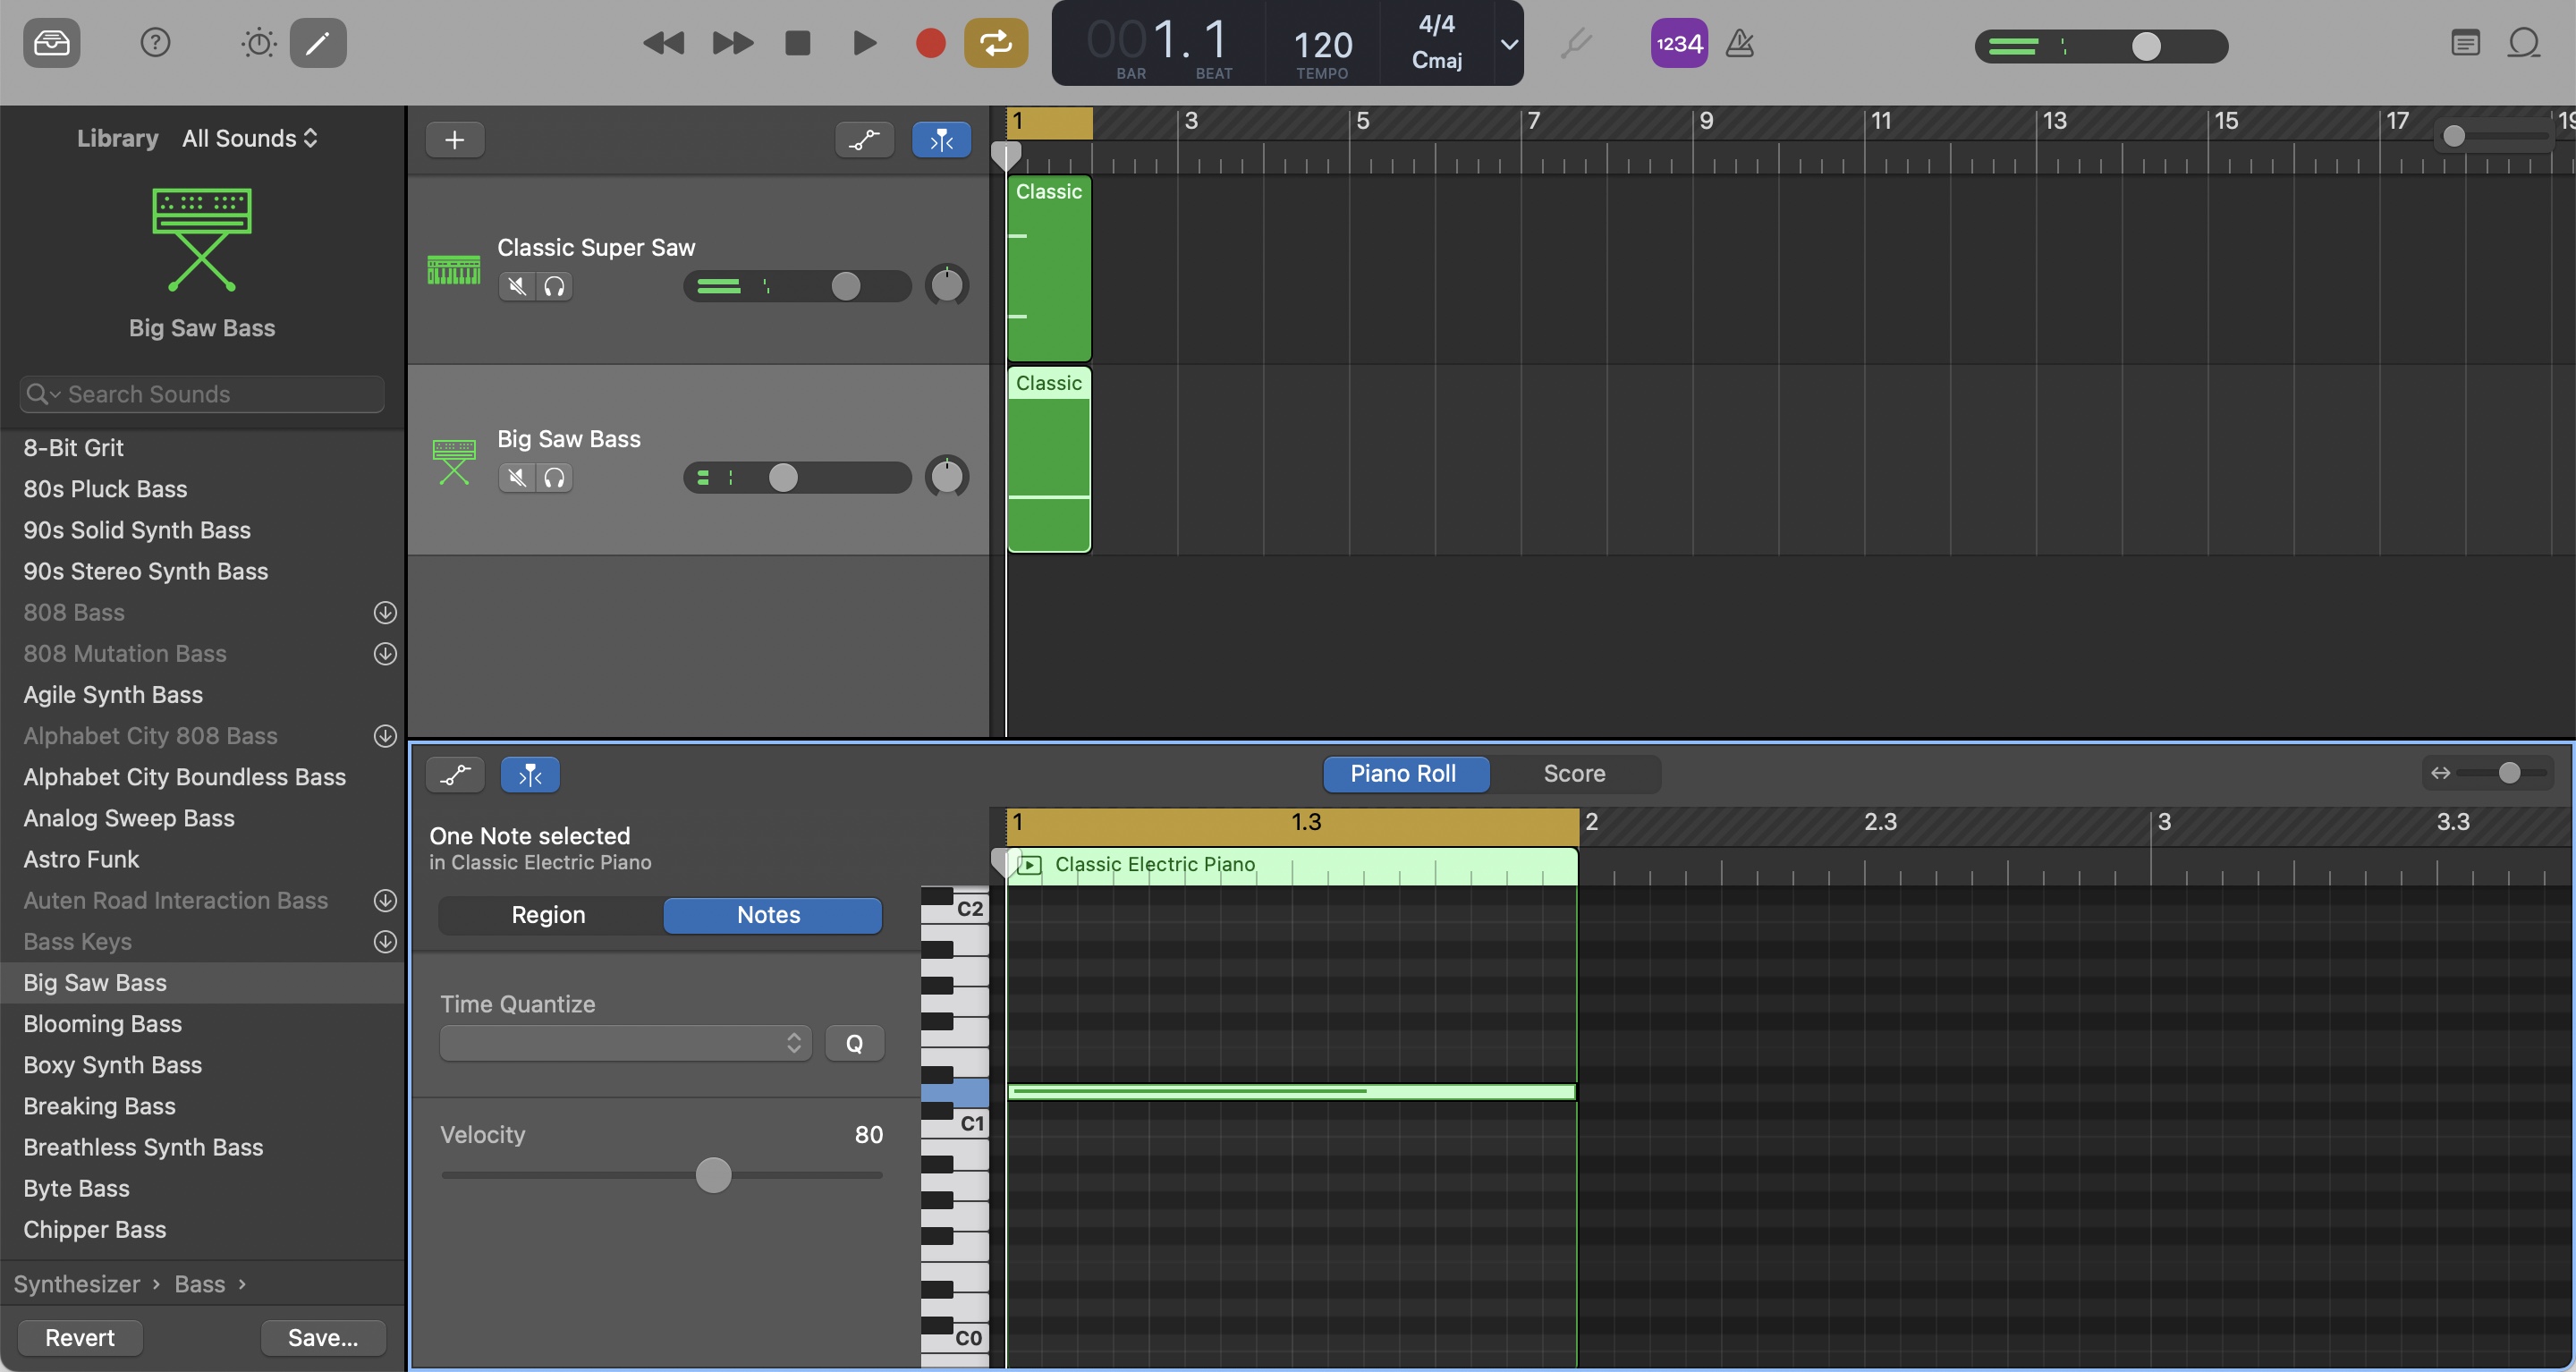 001. 1
BAR BEAT
120
TEMPO
4/4
Cmaj
1234
Library All Sounds
Big Saw Bass
Search Sounds
8-Bit Grit
80s Pluck Bass
90s Solid Synth Bass
90s Stereo Synth Bass
808 Bass
808 Mutation Bass
Agile Synth Bass
Alphabet City 808 Bass
Alphabet City Boundless Bass
Analog Sweep Bass
Astro Funk
Auten Road Interaction Bass
Bass Keys
Big Saw Bass
Blooming Bass
Boxy Synth Bass
Breaking Bass
Breathless Synth Bass
Byte Bass
Chipper Bass
Synthesizer › Bass ›
Revert Save...
1 3 5 7 9 11 13 15 17 19
Classic Super Saw
Classic
Big Saw Bass
Classic
Piano Roll Score
One Note selected
in Classic Electric Piano
Region Notes
Time Quantize
Q
Velocity 80
1 1.3 2 2.3 3 3.3
Classic Electric Piano
C2
C1
C0